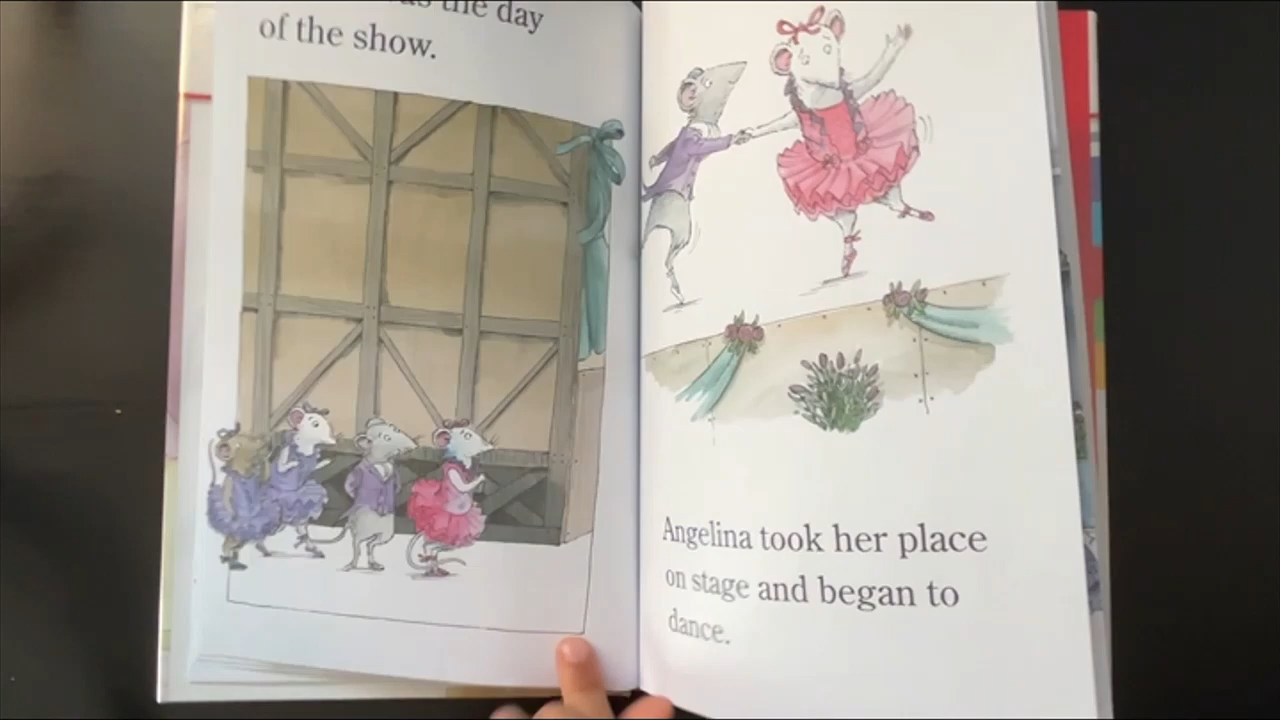 the day
of the show.
Angelina took her place
on stage and began to
dance.